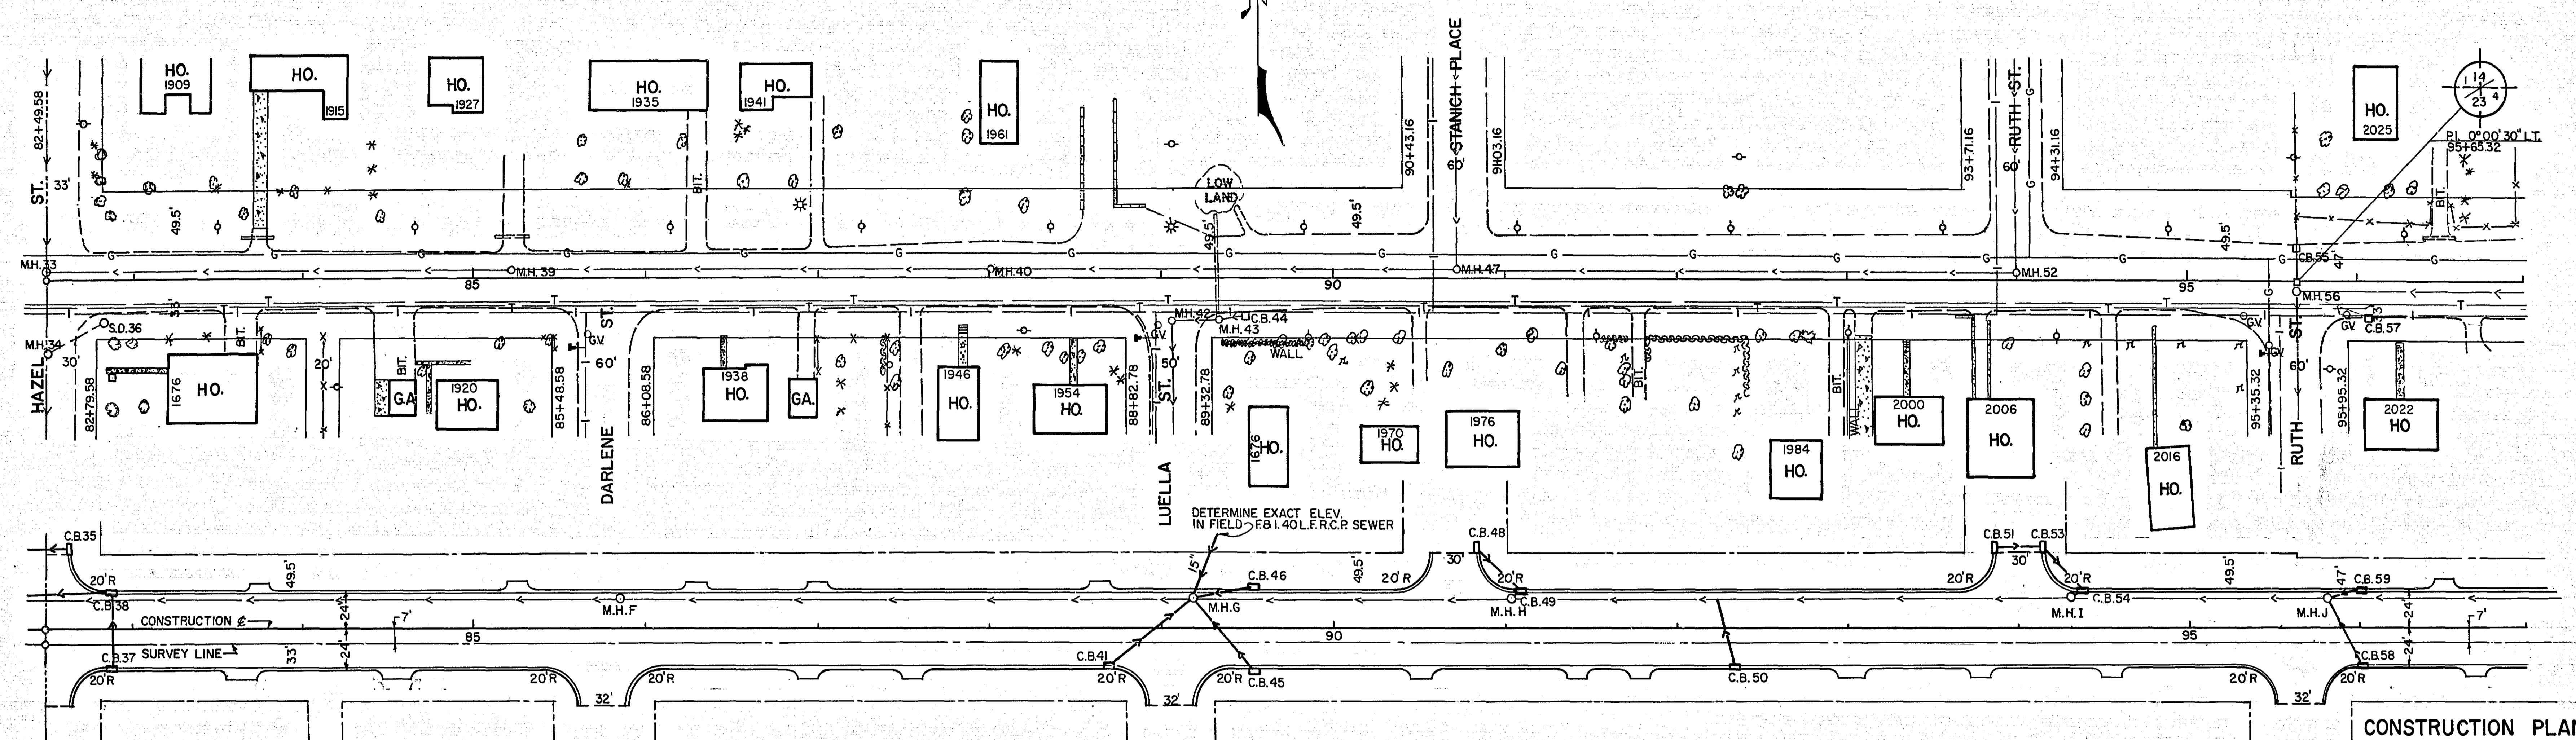 HO.
1909
HO.
1915
HO.
1927
HO.
1935
HO.
1941
HO.
1961
HO.
2025
1 14
23 4
P.I. 0°00'30" LT.
95+65.32
82+49.58
HAZEL ST.
33'
49.5'
BIT.
LOW
LAND
49.5'
49.5'
90+43.16
60'
STANICH PLACE
91+03.16
93+71.16
60'
RUTH ST.
94+31.16
49.5'
47'
BIT.
M.H.33
G G G G G G G G G G G G G G
M.H.39
M.H.40
M.H.47
M.H.52
C.B.55
M.H.56
85
90
95
T T T T T T T T T
33'
S.D.36
M.H.34
30'
82+79.58
BIT.
20'
BIT.
G.V.
60'
DARLENE ST.
85+48.58
86+08.58
M.H.42
C.B.44
M.H.43
WALL
50'
LUELLA ST.
88+82.78
89+32.78
BIT.
BIT.
WALL
G.V.
G.V.
G.V.
33'
C.B.57
60'
RUTH ST.
95+35.32
95+95.32
1676
HO.
G.A.
1920
HO.
1938
HO.
GA.
1946
HO.
1954
HO.
1676
HO.
1970
HO.
1976
HO.
1984
HO.
2000
HO.
2006
HO.
2016
HO.
2022
HO
DETERMINE EXACT ELEV.
IN FIELD F.& I. 40 L.F. R.C.P. SEWER
C.B.35
49.5'
15"
C.B.46
49.5'
20'R
30'
C.B.48
20'R
C.B.49
20'R
C.B.51
30'
C.B.53
20'R
C.B.54
49.5'
47'
C.B.59
20'R
C.B.38
M.H.F
M.H.G
M.H.H
M.H.I
M.H.J
24'
24'
7'
24'
24'
7'
CONSTRUCTION ℄
85
90
95
SURVEY LINE
33'
C.B.37
20'R
20'R
32'
20'R
C.B.41
20'R
32'
20'R
C.B.45
C.B.50
20'R
32'
20'R
C.B.58
CONSTRUCTION PLAN